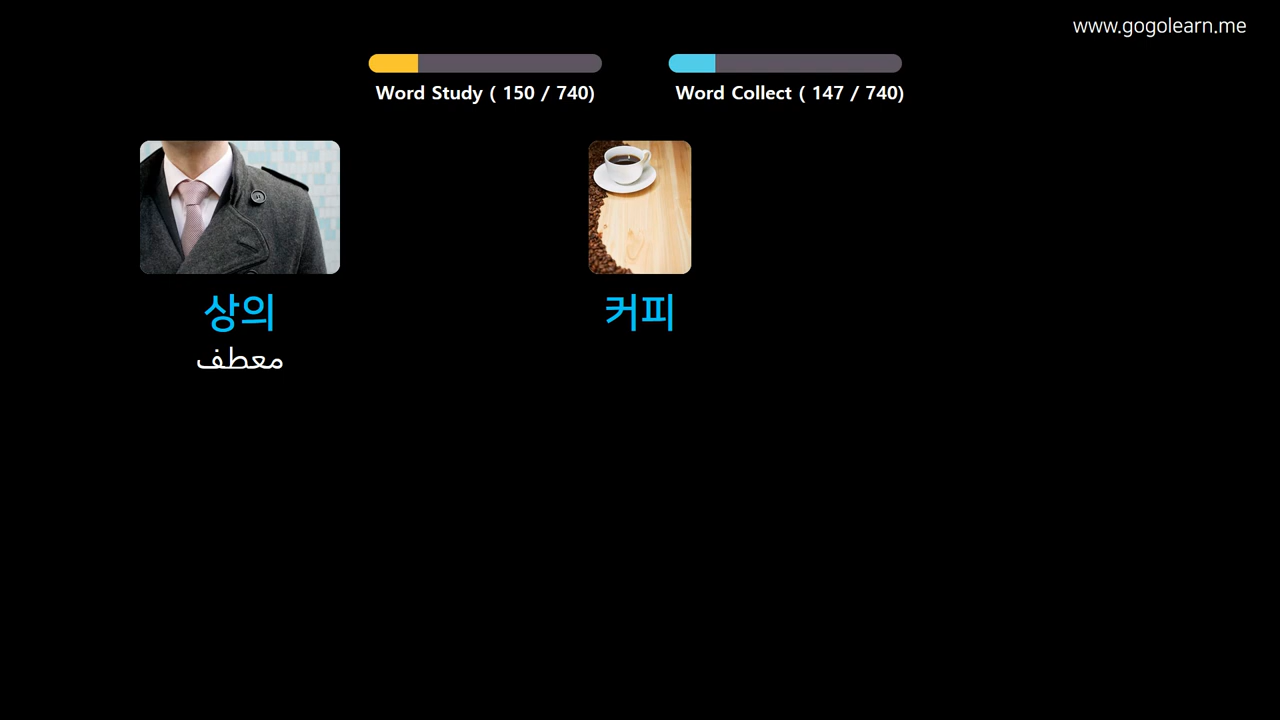 www.gogolearn.me
Word Study ( 150 / 740)
Word Collect ( 147 / 740)
상의
커피
معطف